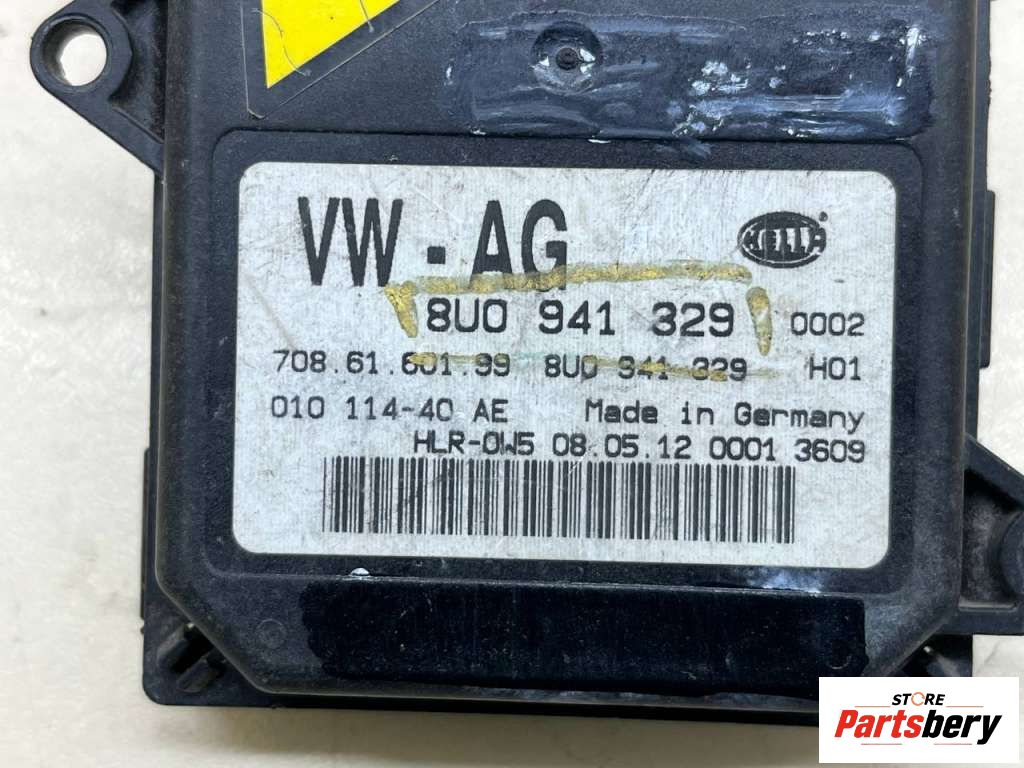 VW - AG HELLA ®
8U0 941 329 0002
708.61.601.99 8U0 941 329 H01
010 114-40 AE Made in Germany
HLR-0W5 08.05.12 0001 3609
STORE
Partsbery